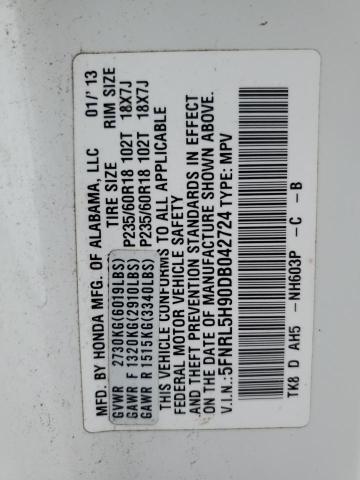 MFD. BY HONDA MFG. OF ALABAMA, LLC 01/'13
TIRE SIZE RIM SIZE
GVWR 2730KG(6019LBS)
GAWR F 1320KG(2910LBS) P235/60R18 102T 18X7J
GAWR R 1515KG(3340LBS) P235/60R18 102T 18X7J
THIS VEHICLE CONFORMS TO ALL APPLICABLE
FEDERAL MOTOR VEHICLE SAFETY
AND THEFT PREVENTION STANDARDS IN EFFECT
ON THE DATE OF MANUFACTURE SHOWN ABOVE.
V.I.N.: 5FNRL5H90DB042724 TYPE: MPV
TK8 D AH5 -NH603P -C -B